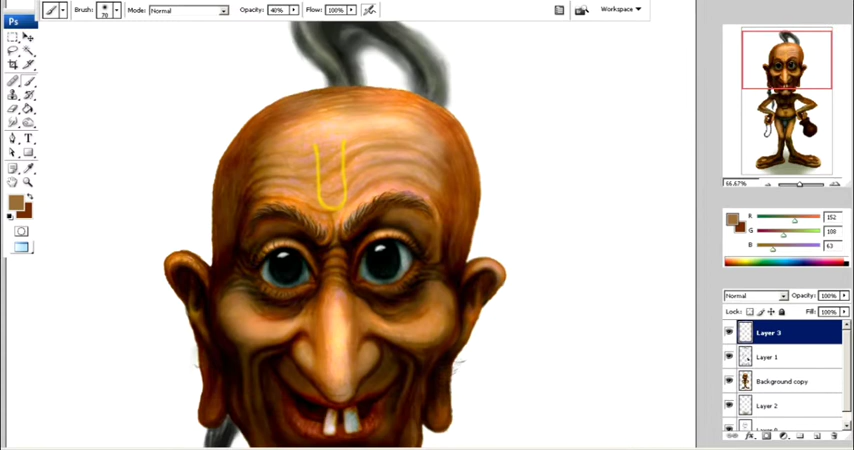 Brush: 70 Mode: Normal Opacity: 40% Flow: 100% Workspace
Ps
T
66.67%
R 152
G 108
B 63
Normal Opacity: 100%
Lock: Fill: 100%
Layer 3
Layer 1
Background copy
Layer 2